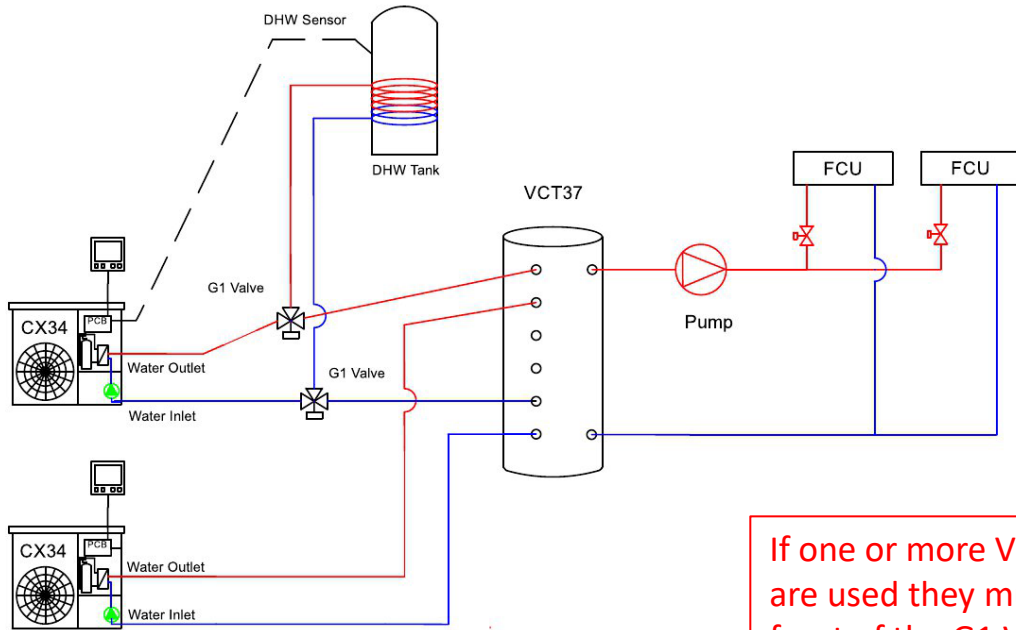 DHW Sensor
DHW Tank
FCU
FCU
VCT37
G1 Valve
Pump
PCB
CX34
Water Outlet
G1 Valve
Water Inlet
PCB
CX34
Water Outlet
Water Inlet
If one or more V
are used they m